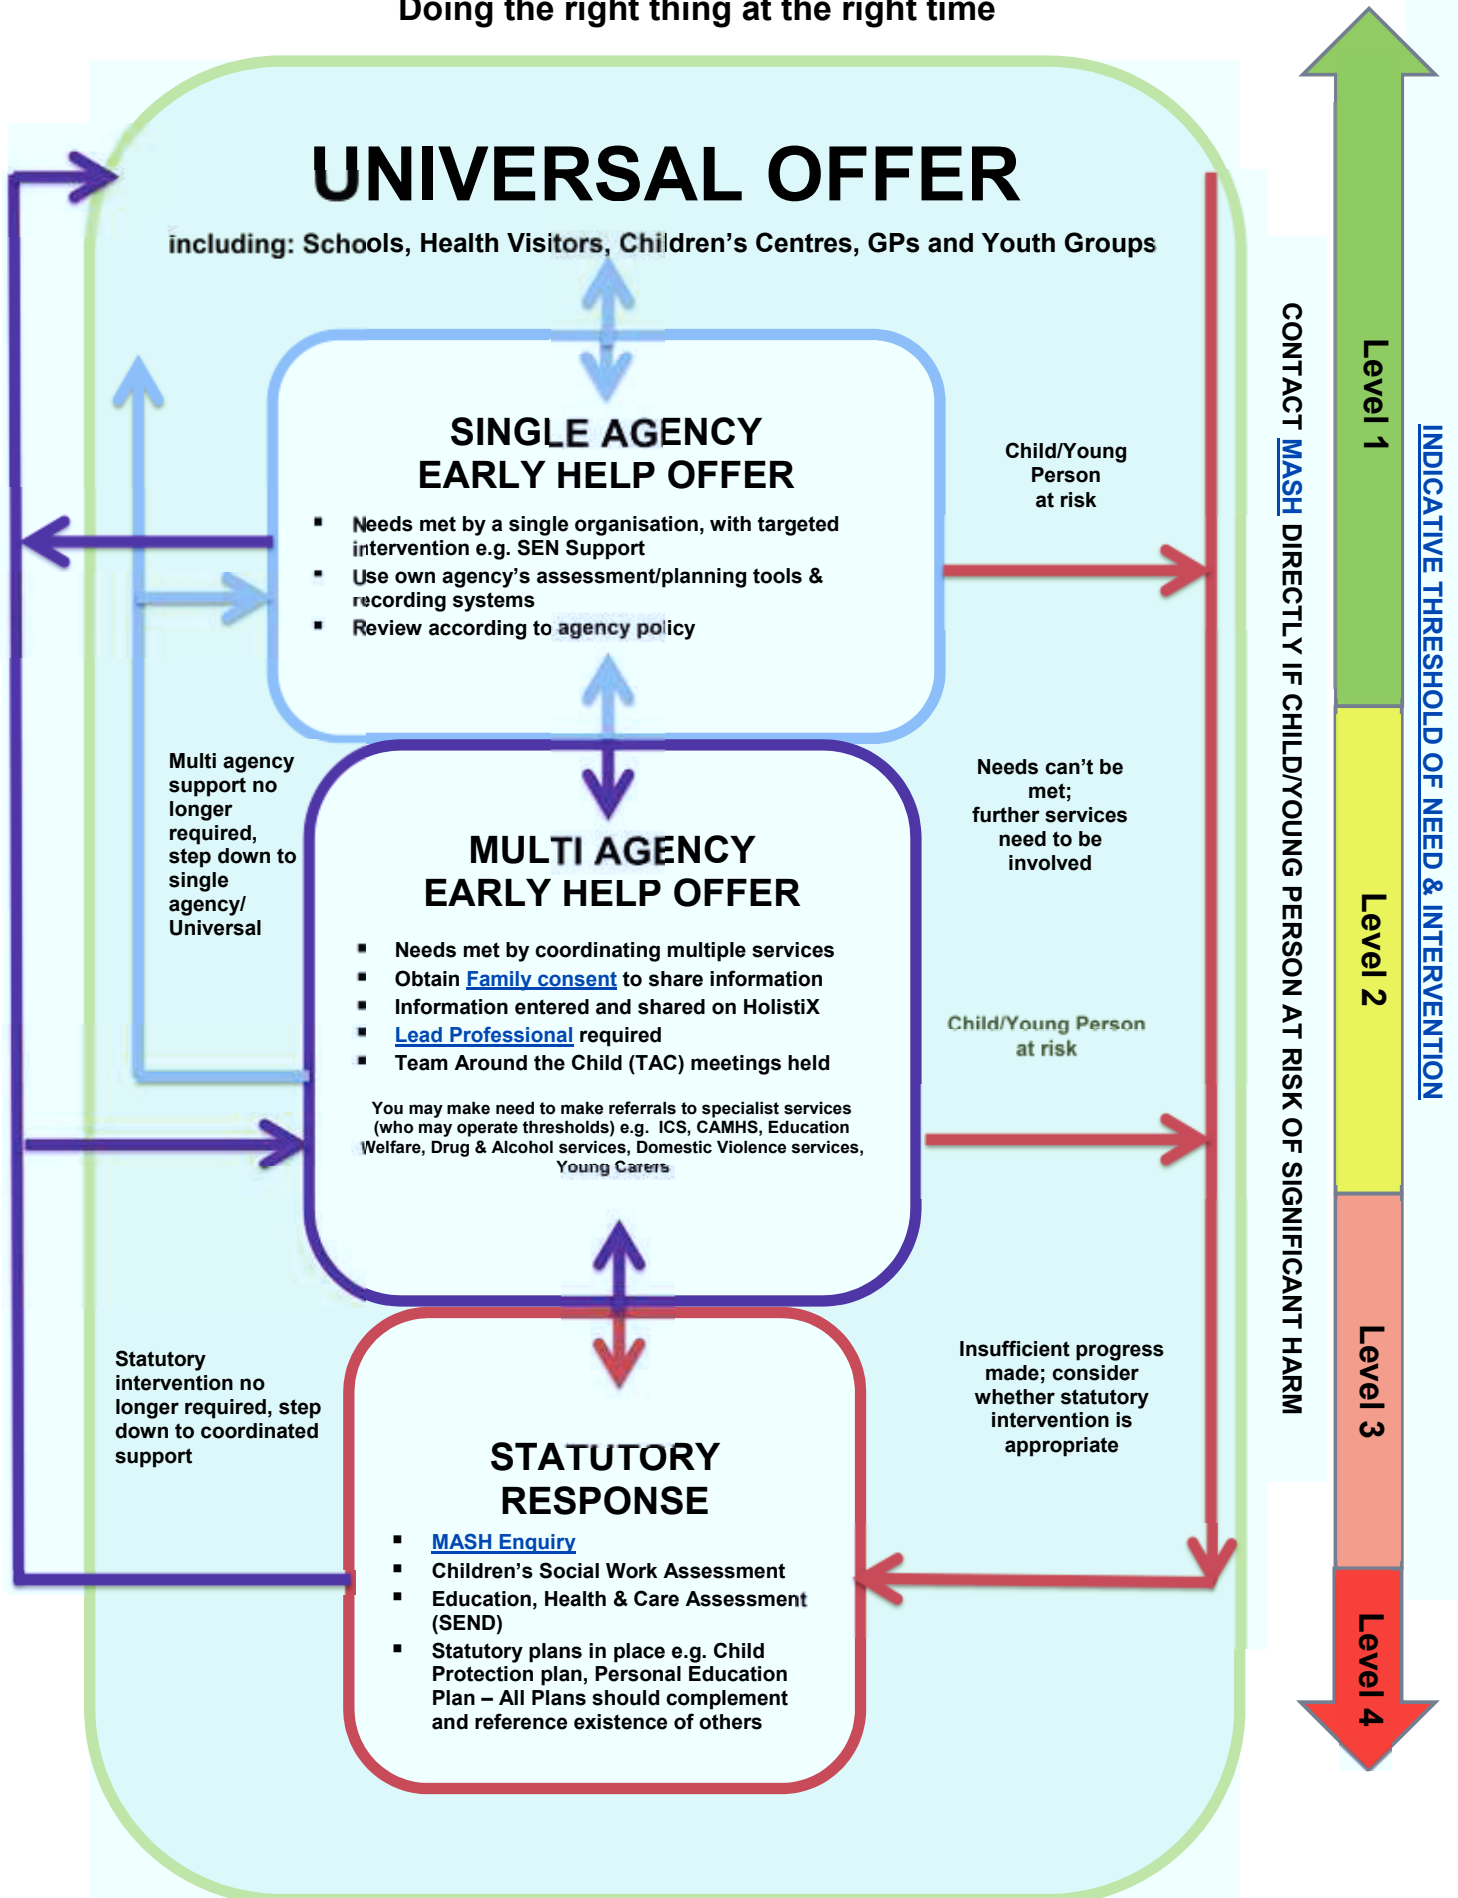 Doing the right thing at the right time
UNIVERSAL OFFER
including: Schools, Health Visitors, Children's Centres, GPs and Youth Groups
SINGLE AGENCY
EARLY HELP OFFER
▪ Needs met by a single organisation, with targeted
intervention e.g. SEN Support
▪ Use own agency's assessment/planning tools &
recording systems
▪ Review according to agency policy
Child/Young
Person
at risk
Multi agency
support no
longer
required,
step down to
single
agency/
Universal
Needs can't be
met;
further services
need to be
involved
MULTI AGENCY
EARLY HELP OFFER
▪ Needs met by coordinating multiple services
▪ Obtain Family consent to share information
▪ Information entered and shared on HolistiX
▪ Lead Professional required
▪ Team Around the Child (TAC) meetings held
You may make need to make referrals to specialist services
(who may operate thresholds) e.g. ICS, CAMHS, Education
Welfare, Drug & Alcohol services, Domestic Violence services,
Young Carers
Child/Young Person
at risk
Statutory
intervention no
longer required, step
down to coordinated
support
Insufficient progress
made; consider
whether statutory
intervention is
appropriate
STATUTORY
RESPONSE
▪ MASH Enquiry
▪ Children's Social Work Assessment
▪ Education, Health & Care Assessment
(SEND)
▪ Statutory plans in place e.g. Child
Protection plan, Personal Education
Plan – All Plans should complement
and reference existence of others
CONTACT MASH DIRECTLY IF CHILD/YOUNG PERSON AT RISK OF SIGNIFICANT HARM
Level 1
Level 2
Level 3
Level 4
INDICATIVE THRESHOLD OF NEED & INTERVENTION